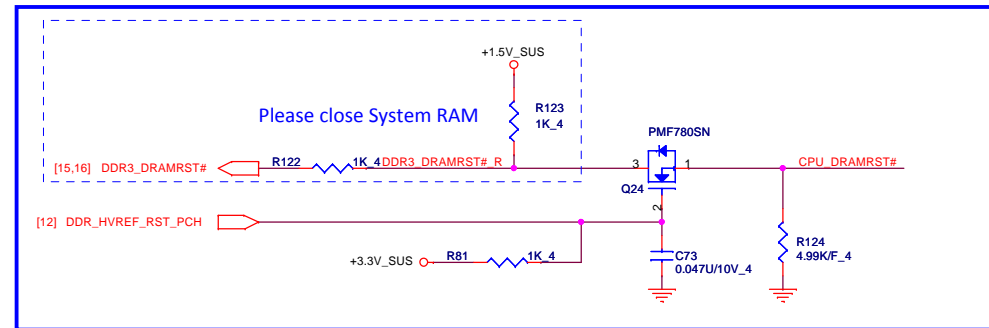 +1.5V_SUS
R123
1K_4
Please close System RAM
PMF780SN
[15,16] DDR3_DRAMRST#
R122
1K_4
DDR3_DRAMRST#_R
3
1
CPU_DRAMRST#
Q24
2
[12] DDR_HVREF_RST_PCH
R124
4.99K/F_4
+3.3V_SUS
R81
1K_4
C73
0.047U/10V_4